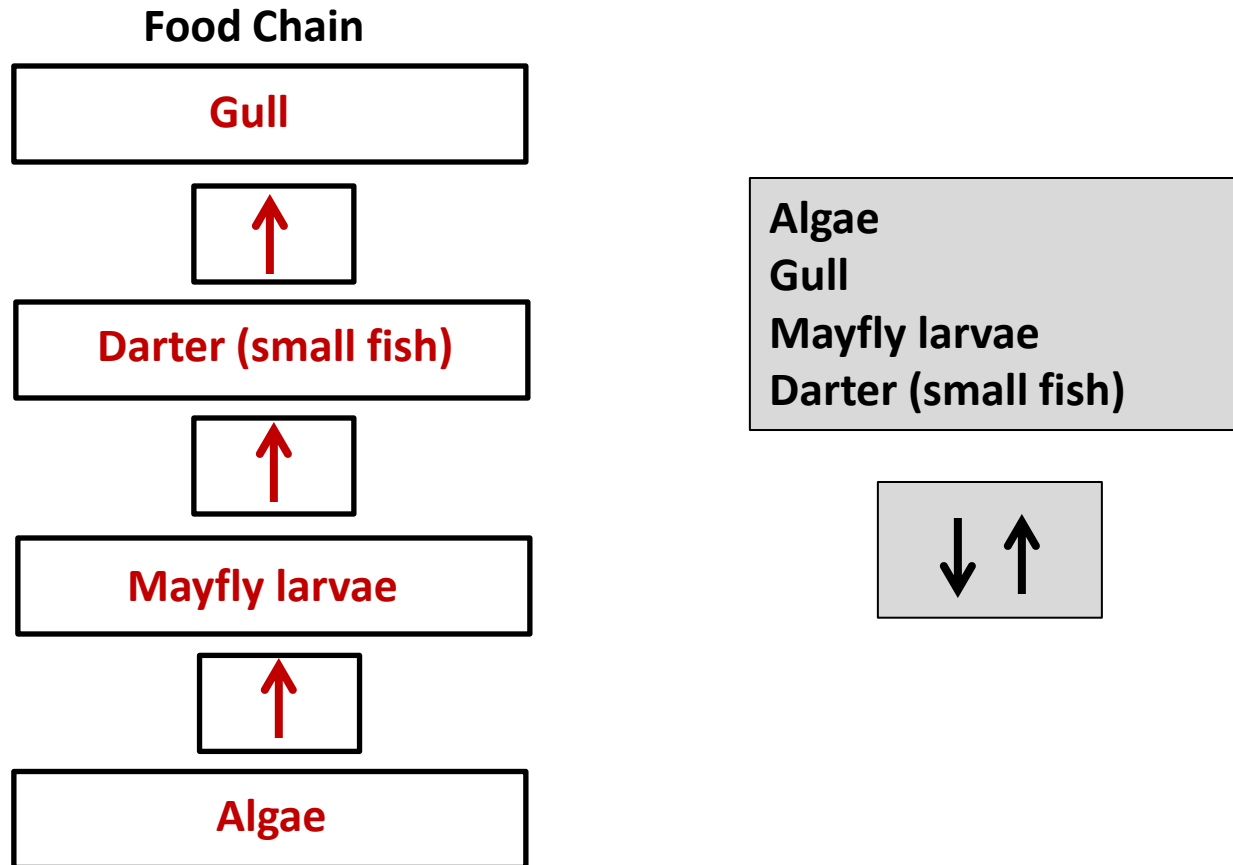 Food Chain
Gull
Darter (small fish)
Mayfly larvae
Algae
Algae
Gull
Mayfly larvae
Darter (small fish)